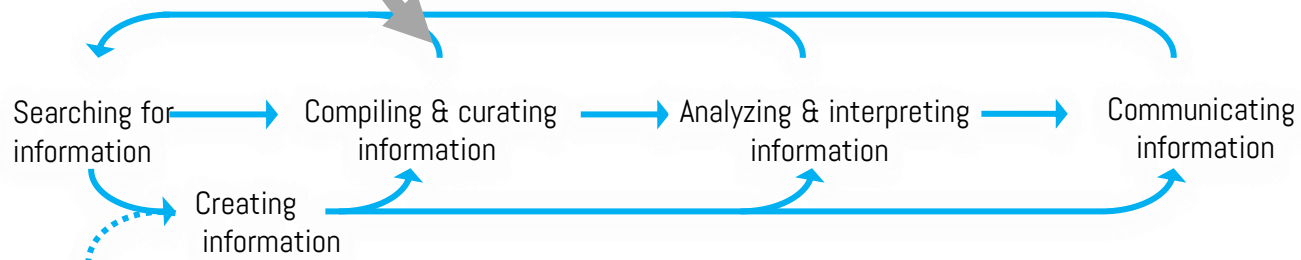 Searching for
information
Compiling & curating
information
Analyzing & interpreting
information
Communicating
information
Creating
information